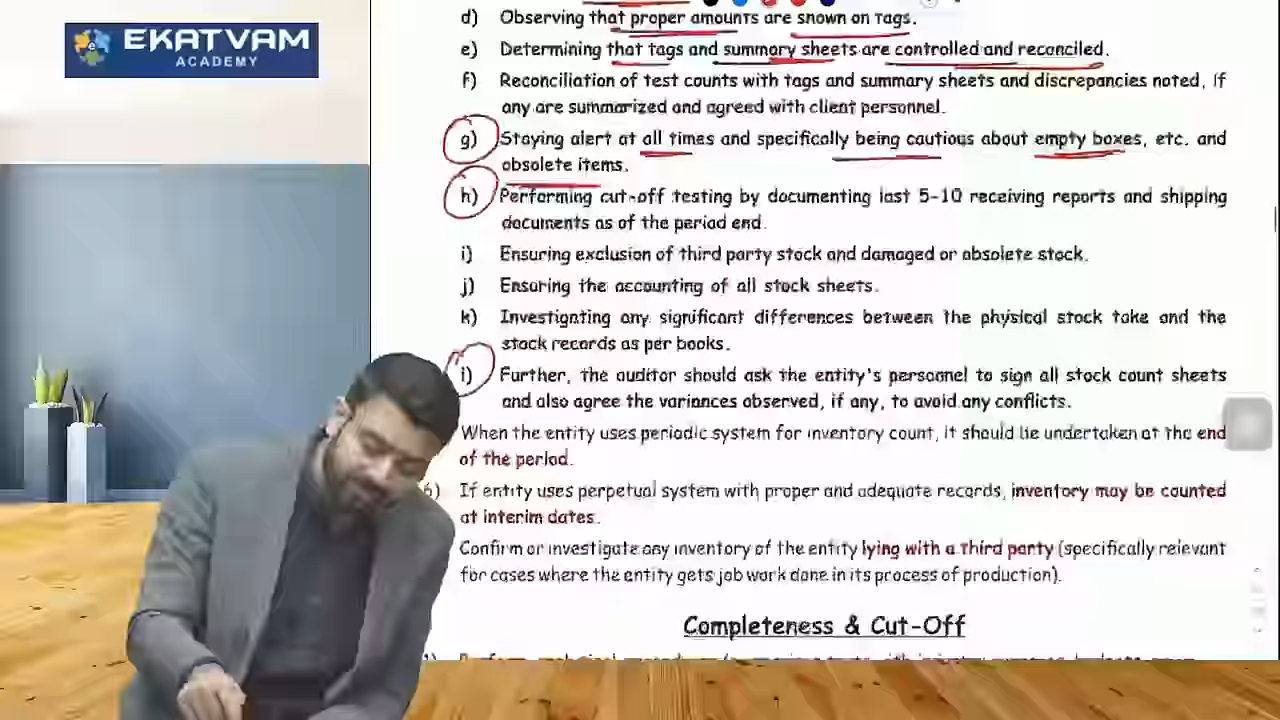 EKATVAM
ACADEMY
d) Observing that proper amounts are shown on tags.
e) Determining that tags and summary sheets are controlled and reconciled.
f) Reconciliation of test counts with tags and summary sheets and discrepancies noted, if
any are summarized and agreed with client personnel.
g) Staying alert at all times and specifically being cautious about empty boxes, etc. and
obsolete items.
h) Performing cut-off testing by documenting last 5-10 receiving reports and shipping
documents as of the period end.
i) Ensuring exclusion of third party stock and damaged or obsolete stock.
j) Ensuring the accounting of all stock sheets.
k) Investigating any significant differences between the physical stock take and the
stock records as per books.
l) Further, the auditor should ask the entity's personnel to sign all stock count sheets
and also agree the variances observed, if any, to avoid any conflicts.
When the entity uses periodic system for inventory count, it should be undertaken at the end
of the period.
6) If entity uses perpetual system with proper and adequate records, inventory may be counted
at interim dates.
Confirm or investigate any inventory of the entity lying with a third party (specifically relevant
for cases where the entity gets job work done in its process of production).
Completeness & Cut-Off